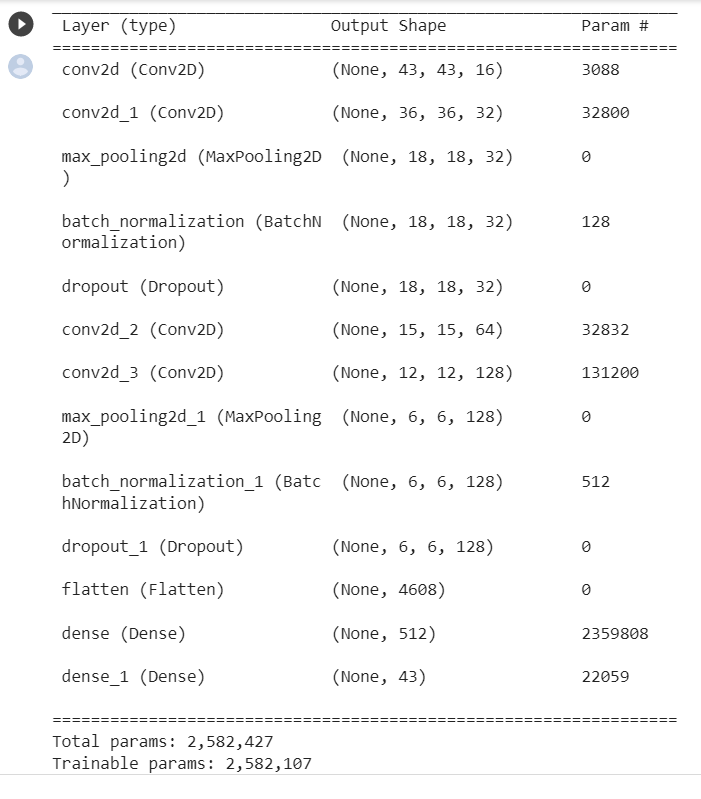 Layer (type) Output Shape Param #
=================================================================
conv2d (Conv2D) (None, 43, 43, 16) 3088
conv2d_1 (Conv2D) (None, 36, 36, 32) 32800
max_pooling2d (MaxPooling2D (None, 18, 18, 32) 0
)
batch_normalization (BatchN (None, 18, 18, 32) 128
ormalization)
dropout (Dropout) (None, 18, 18, 32) 0
conv2d_2 (Conv2D) (None, 15, 15, 64) 32832
conv2d_3 (Conv2D) (None, 12, 12, 128) 131200
max_pooling2d_1 (MaxPooling (None, 6, 6, 128) 0
2D)
batch_normalization_1 (Batc (None, 6, 6, 128) 512
hNormalization)
dropout_1 (Dropout) (None, 6, 6, 128) 0
flatten (Flatten) (None, 4608) 0
dense (Dense) (None, 512) 2359808
dense_1 (Dense) (None, 43) 22059
=================================================================
Total params: 2,582,427
Trainable params: 2,582,107